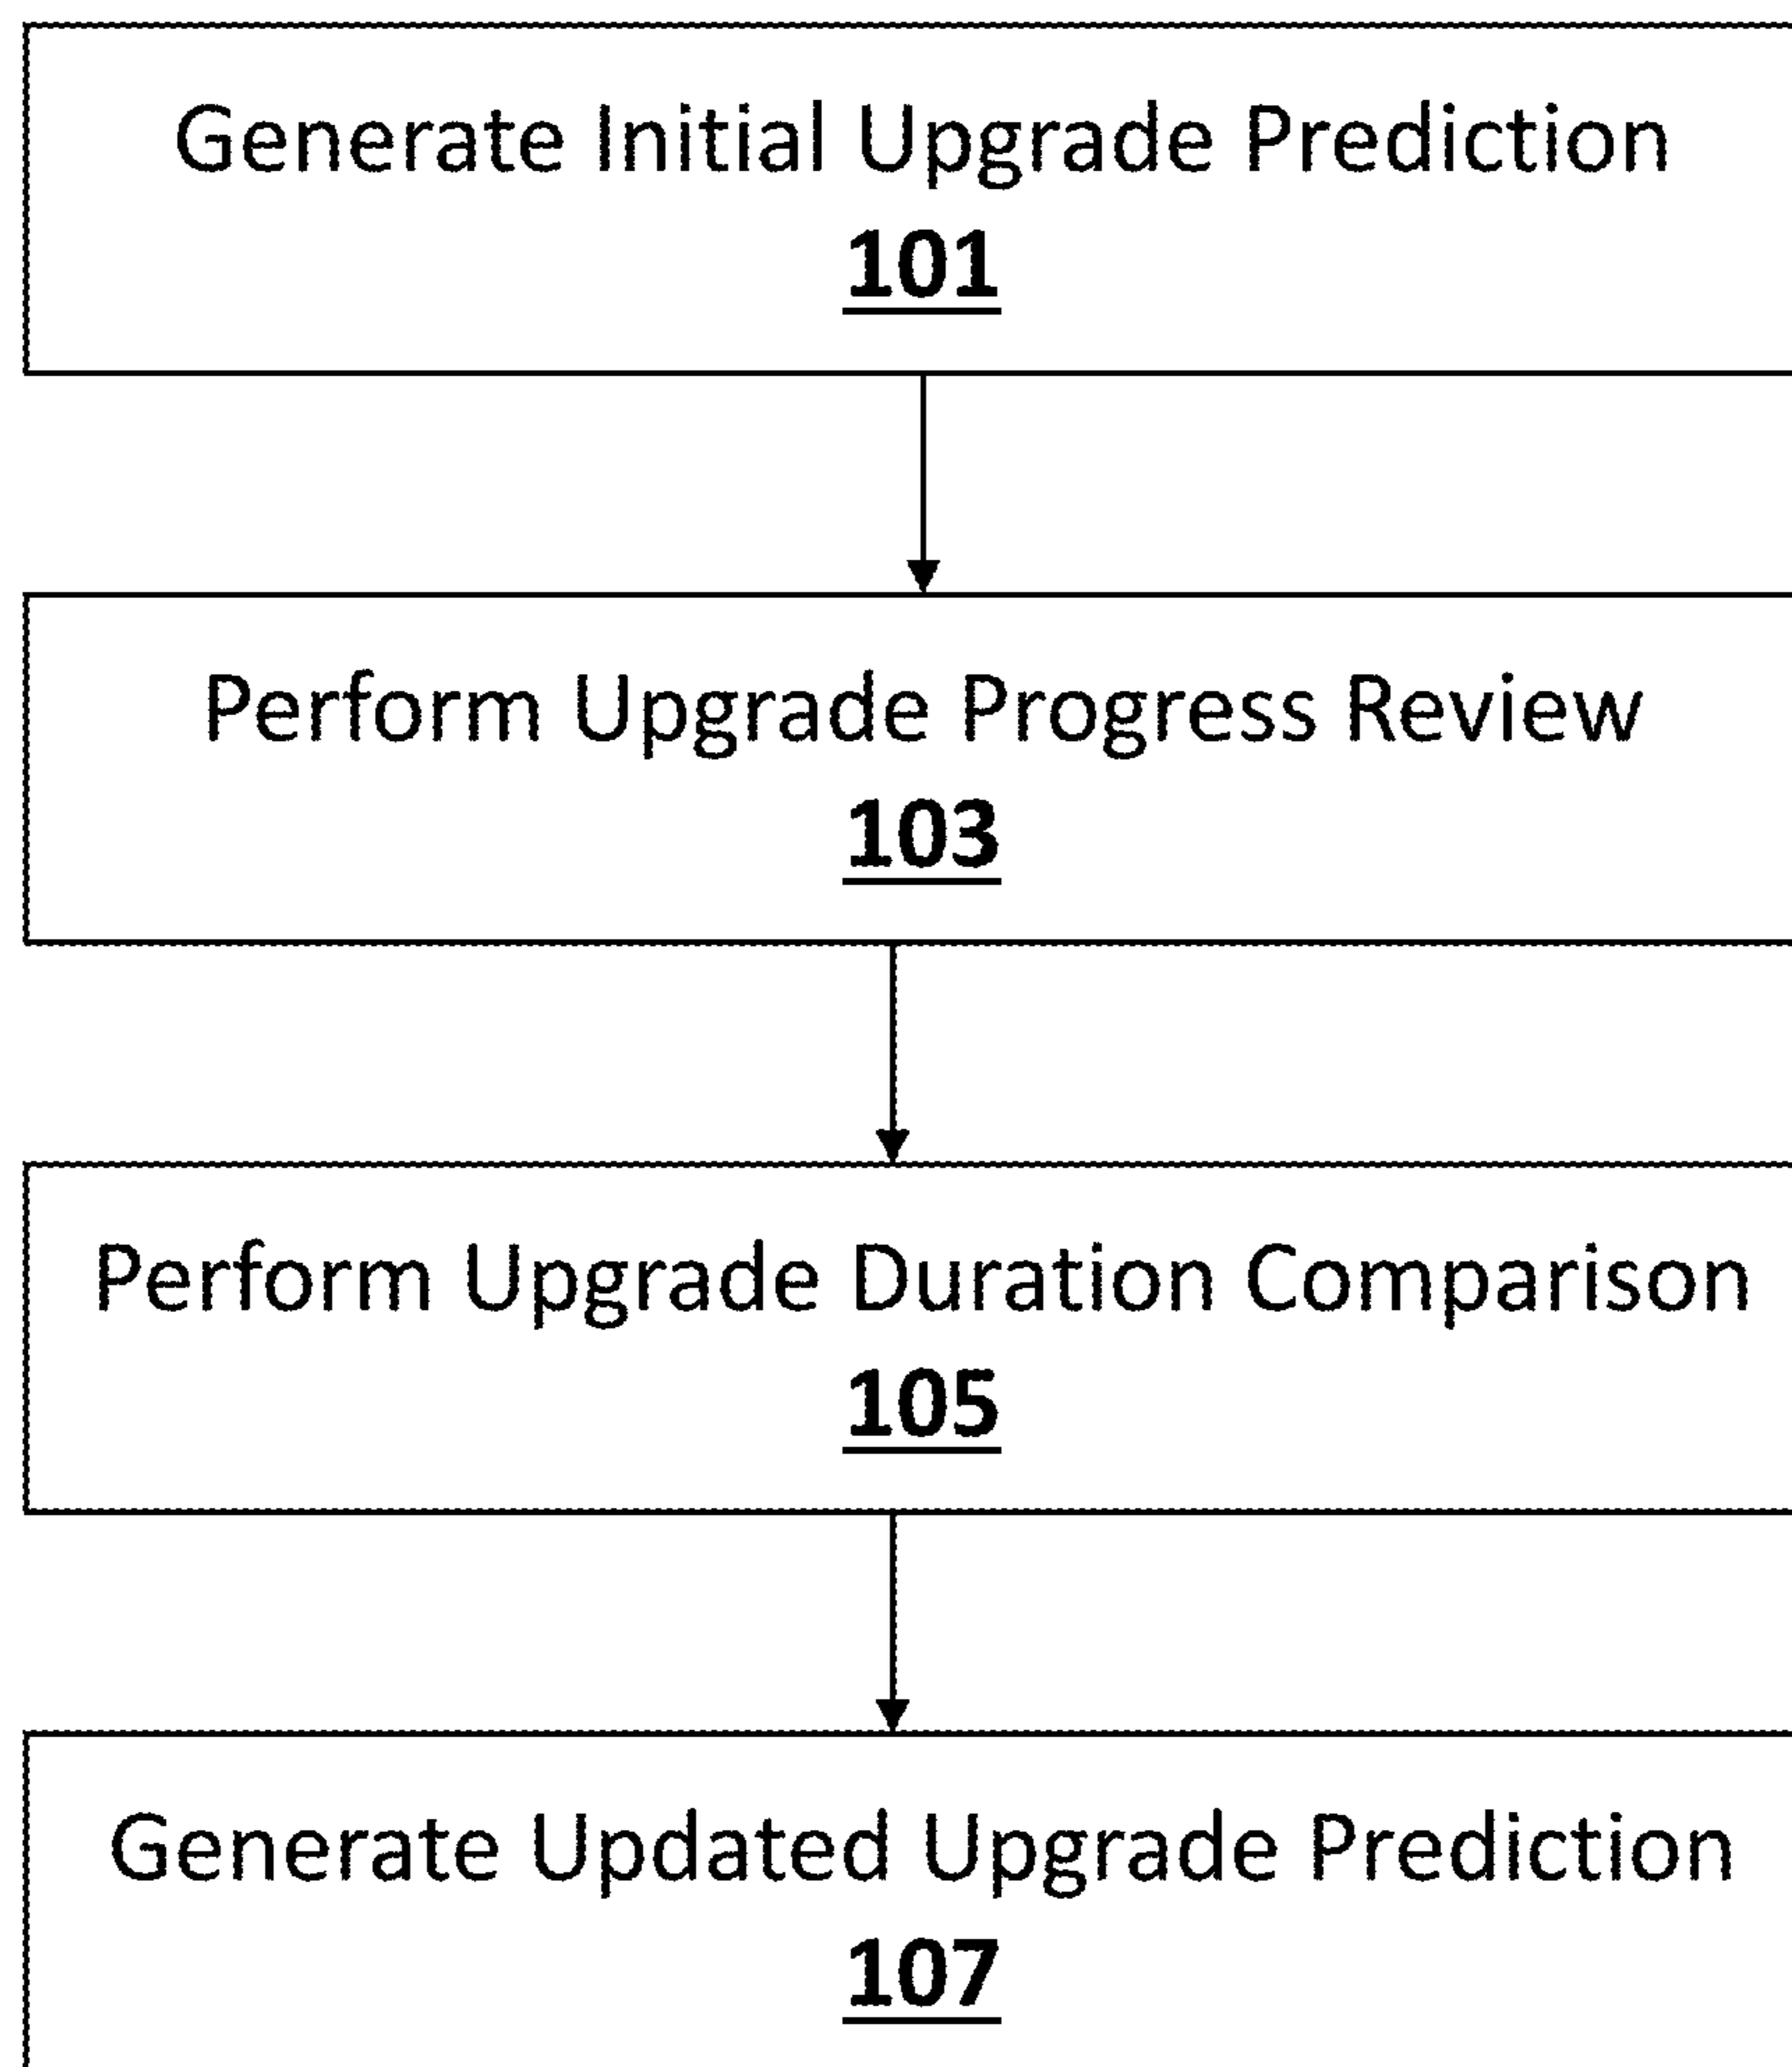 Generate Initial Upgrade Prediction
101
Perform Upgrade Progress Review
103
Perform Upgrade Duration Comparison
105
Generate Updated Upgrade Prediction
107